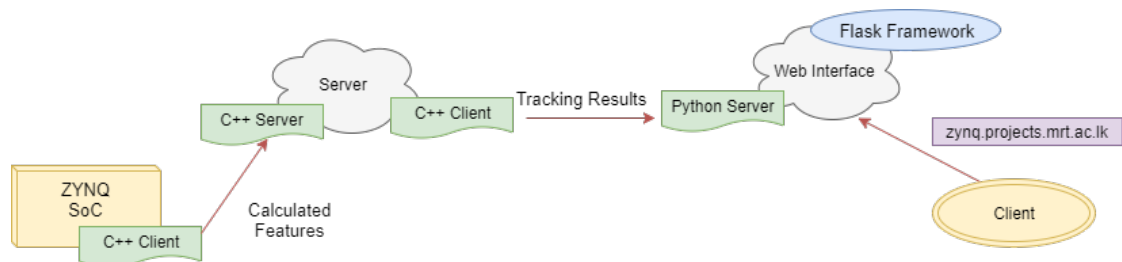 Flask Framework
Server
Web Interface
C++ Server
C++ Client
Tracking Results
Python Server
zynq.projects.mrt.ac.lk
ZYNQ
SoC
C++ Client
Calculated
Features
Client